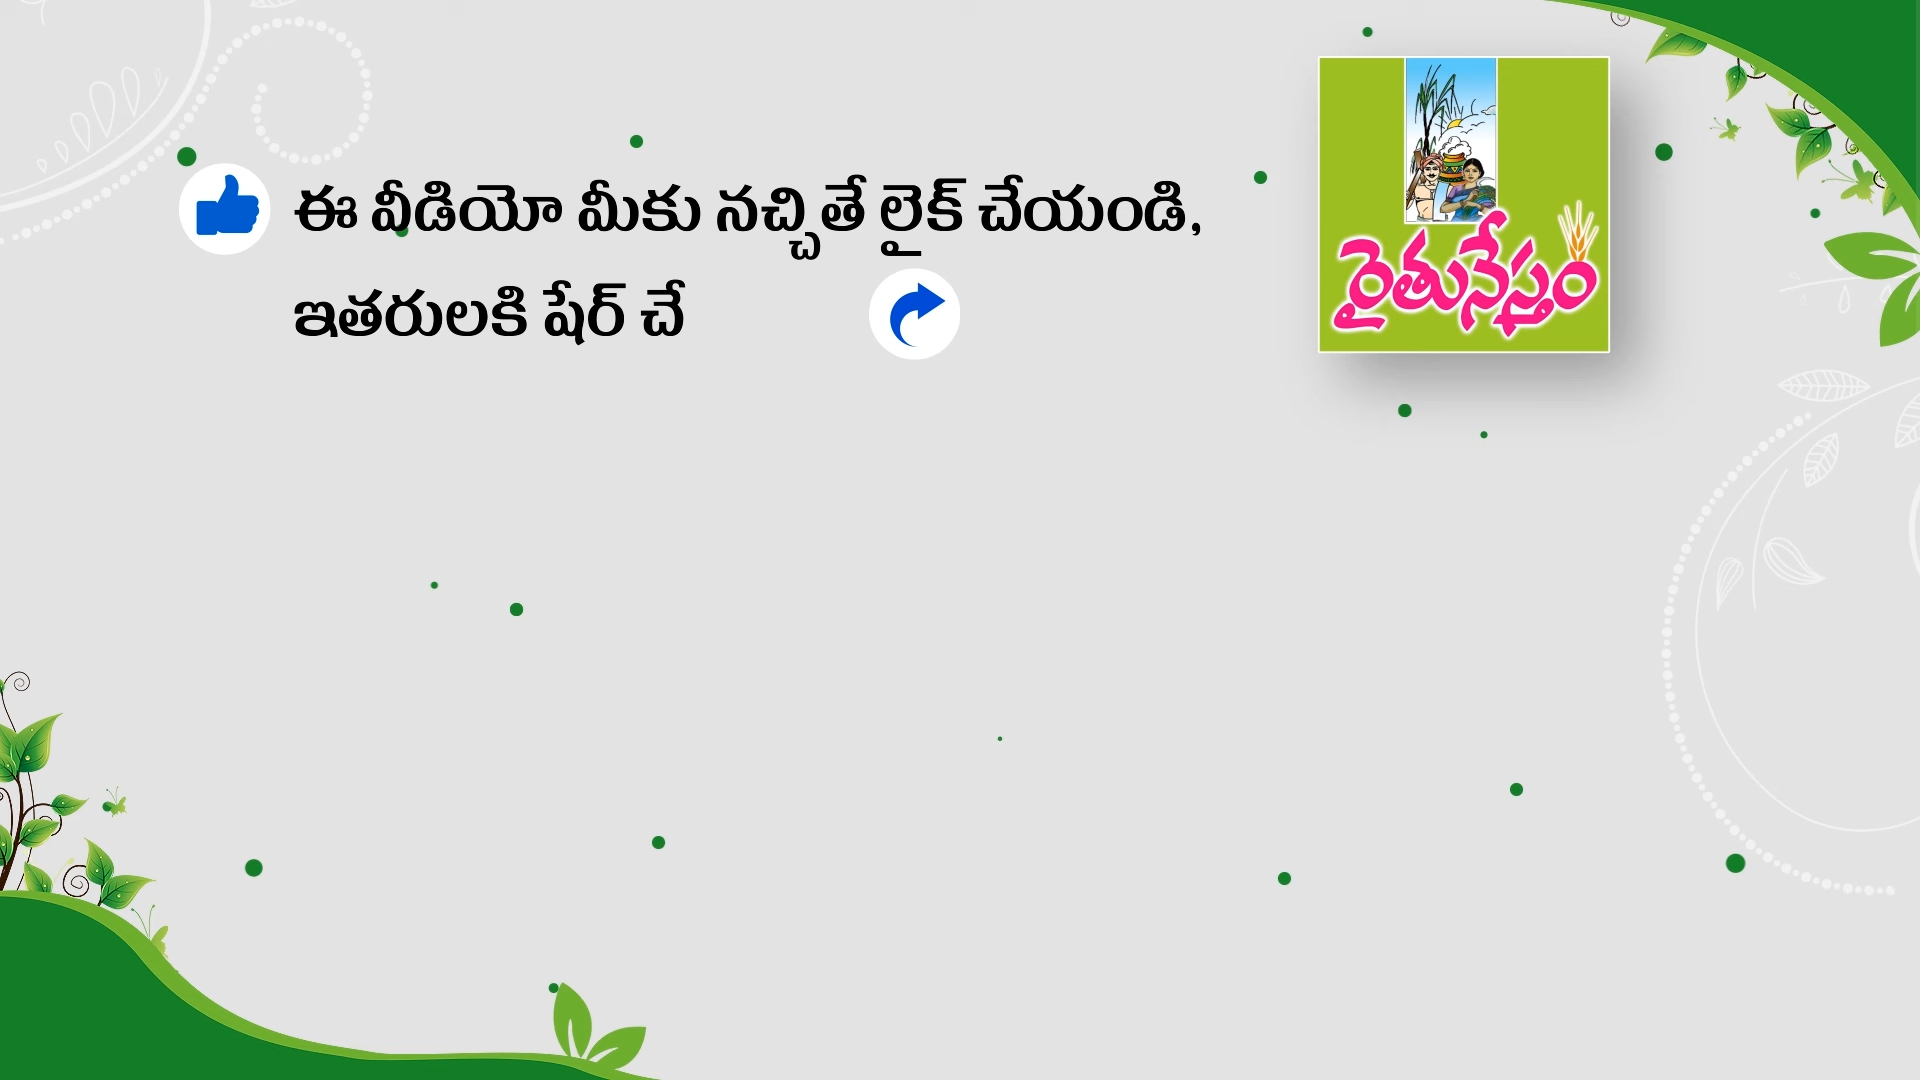 ఈ వీడియో మీకు నచ్చితే లైక్ చేయండి,
ఇతరులకి షేర్ చే
రైతునేస్తం